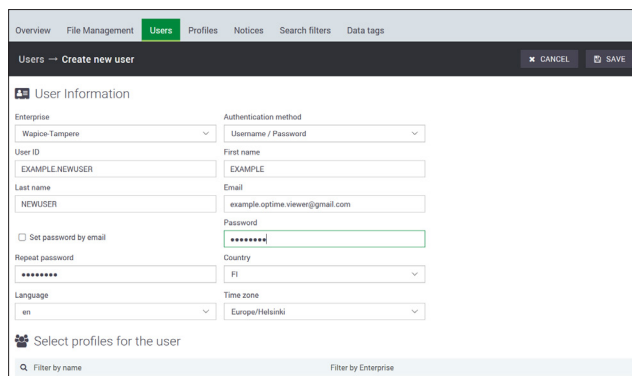 Overview File Management Users Profiles Notices Search filters Data tags
Users → Create new user ✖ CANCEL SAVE
User Information
Enterprise Authentication method
Wapice-Tampere Username / Password
User ID First name
EXAMPLE.NEWUSER EXAMPLE
Last name Email
NEWUSER example.optime.viewer@gmail.com
Password
Set password by email ●●●●●●●●
Repeat password Country
●●●●●●●● FI
Language Time zone
en Europe/Helsinki
Select profiles for the user
Filter by name Filter by Enterprise